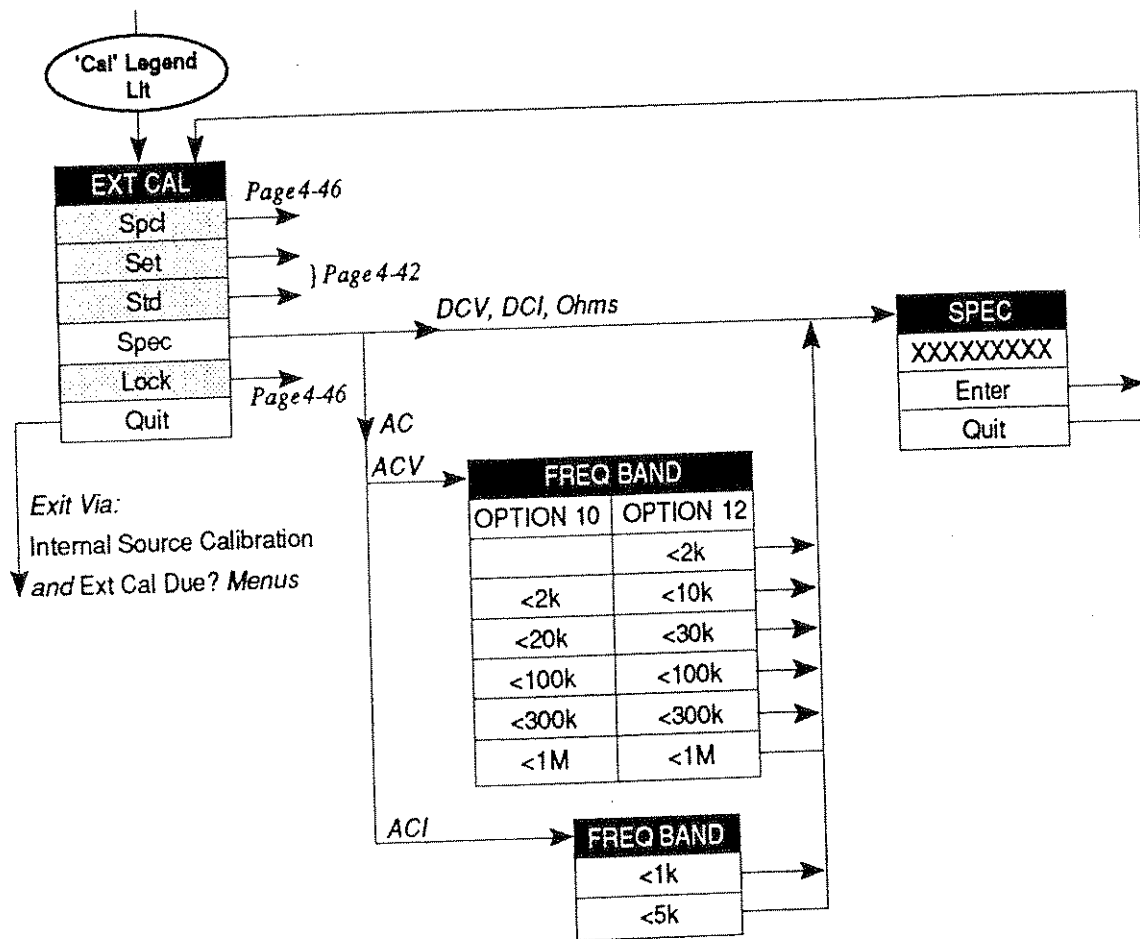 'Cal' Legend
Lit
EXT CAL
Spcl
Set
Std
Spec
Lock
Quit
Page 4-46
} Page 4-42
Page 4-46
DCV, DCI, Ohms
SPEC
XXXXXXXXX
Enter
Quit
AC
ACV
FREQ BAND
OPTION 10 OPTION 12
<2k
<2k <10k
<20k <30k
<100k <100k
<300k <300k
<1M <1M
Exit Via:
Internal Source Calibration
and Ext Cal Due? Menus
ACI
FREQ BAND
<1k
<5k